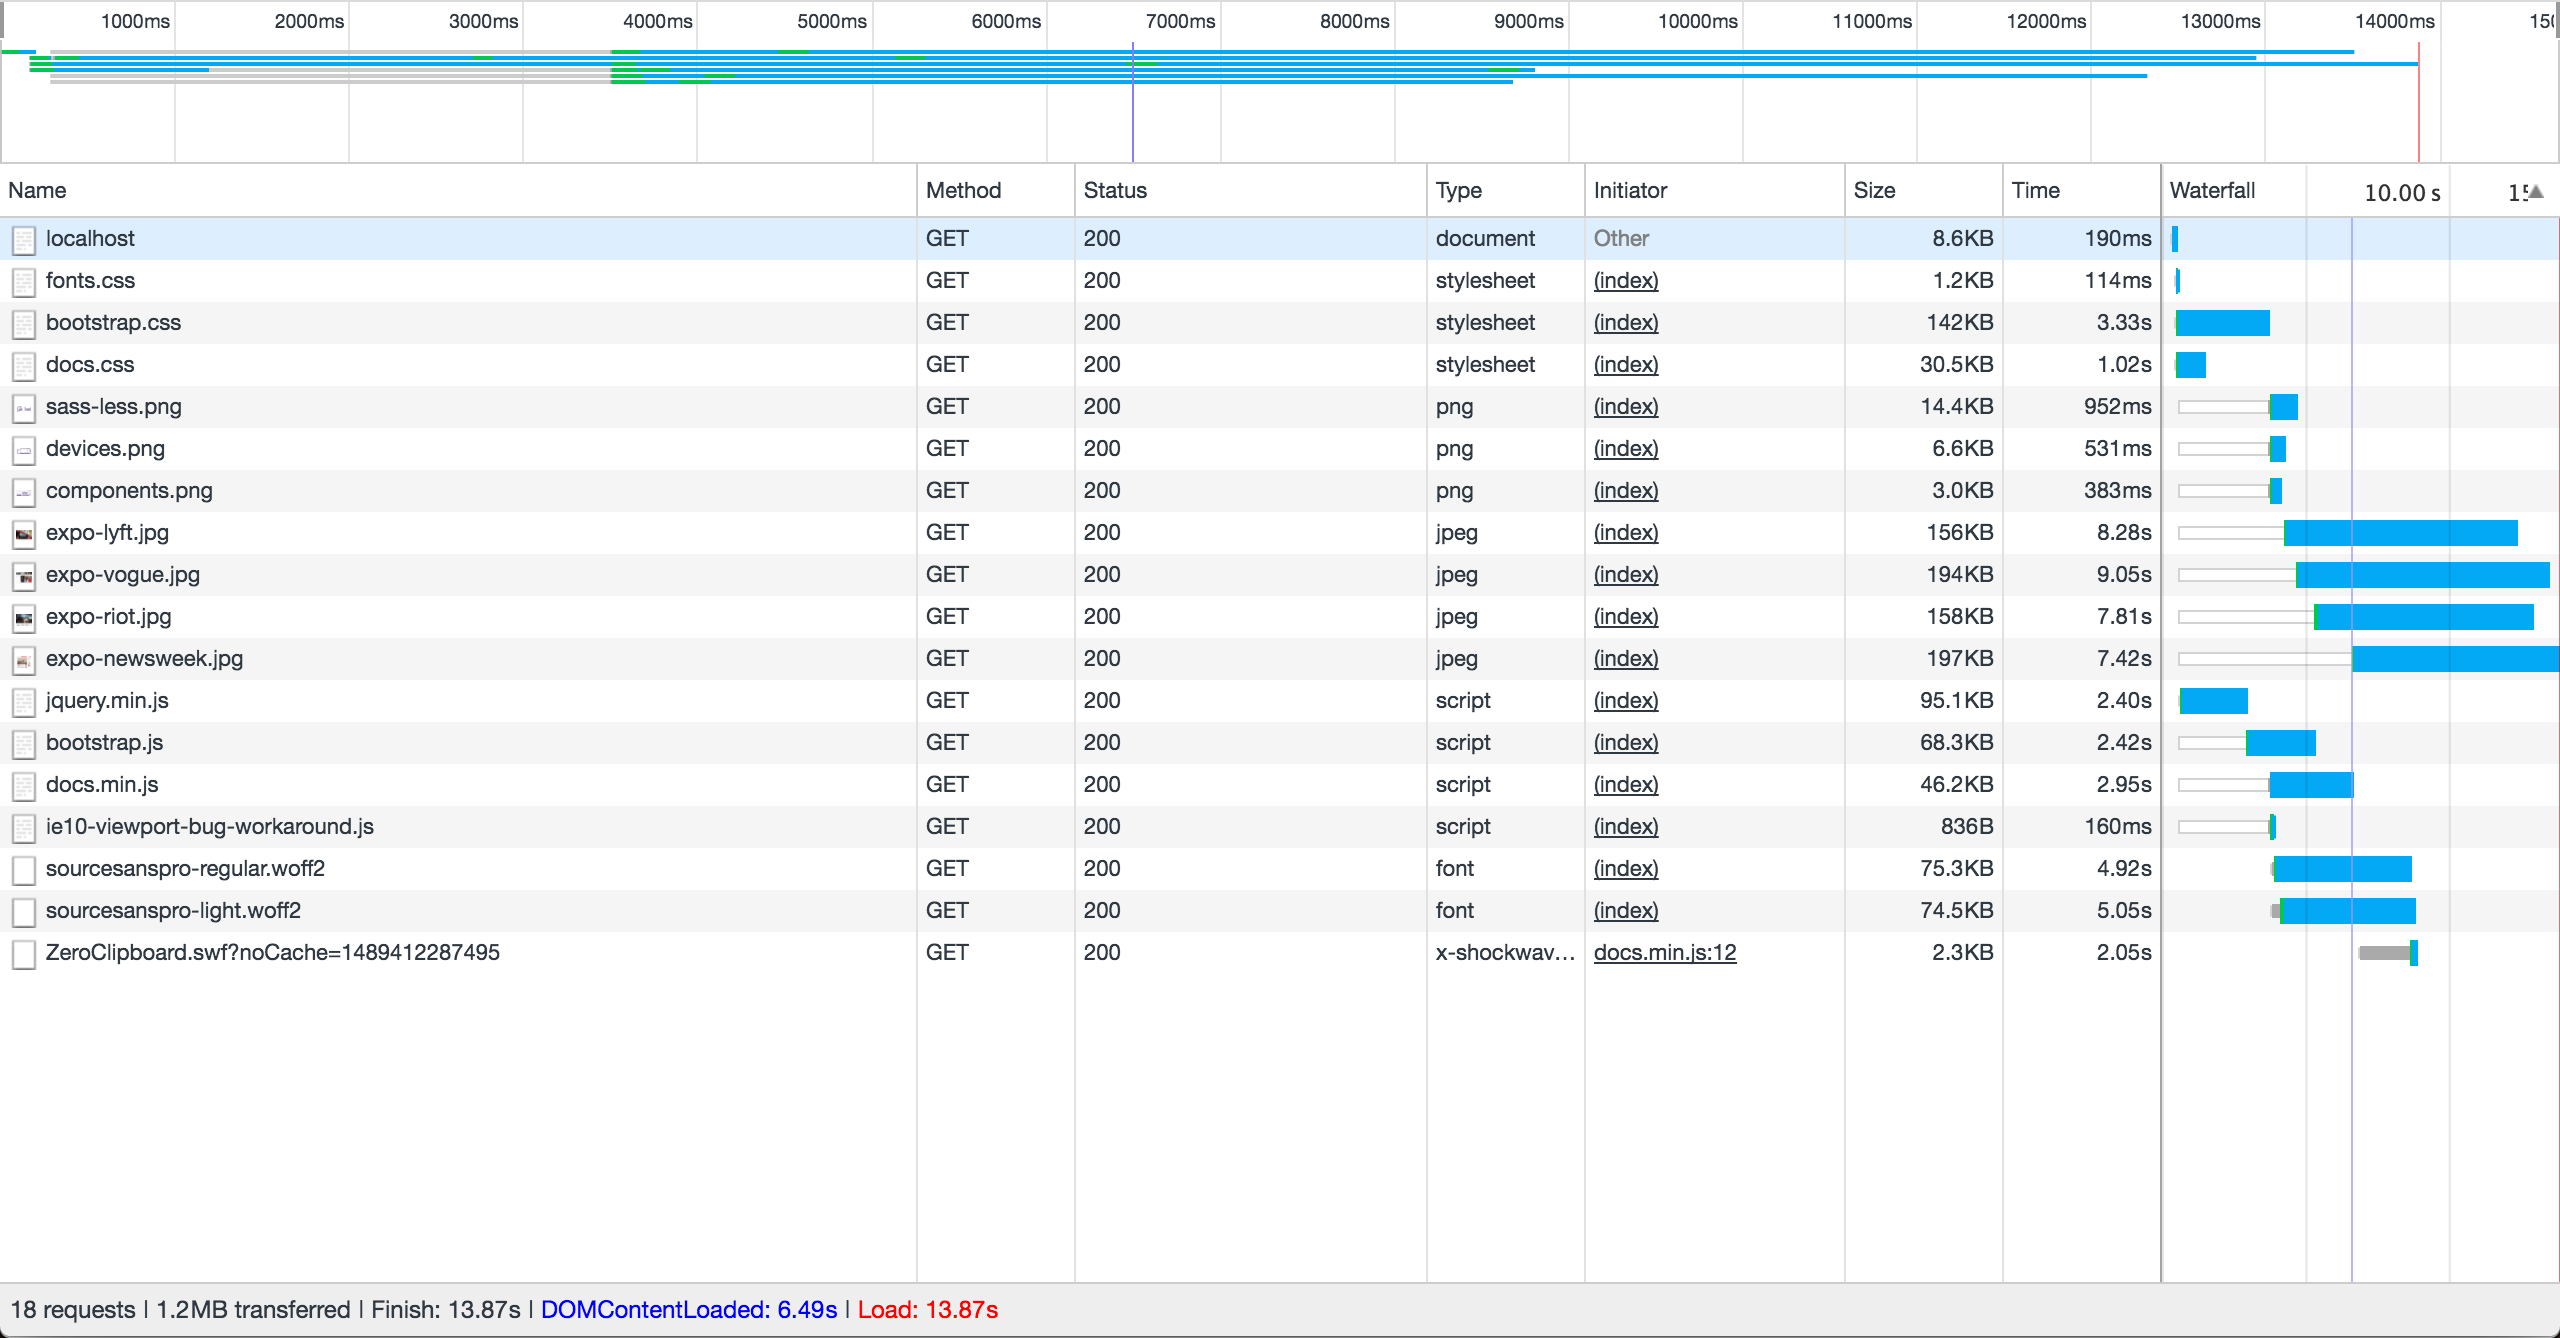 1000ms 2000ms 3000ms 4000ms 5000ms 6000ms 7000ms 8000ms 9000ms 10000ms 11000ms 12000ms 13000ms 14000ms
Name Method Status Type Initiator Size Time Waterfall 10.00 s
localhost GET 200 document Other 8.6KB 190ms
fonts.css GET 200 stylesheet (index) 1.2KB 114ms
bootstrap.css GET 200 stylesheet (index) 142KB 3.33s
docs.css GET 200 stylesheet (index) 30.5KB 1.02s
sass-less.png GET 200 png (index) 14.4KB 952ms
devices.png GET 200 png (index) 6.6KB 531ms
components.png GET 200 png (index) 3.0KB 383ms
expo-lyft.jpg GET 200 jpeg (index) 156KB 8.28s
expo-vogue.jpg GET 200 jpeg (index) 194KB 9.05s
expo-riot.jpg GET 200 jpeg (index) 158KB 7.81s
expo-newsweek.jpg GET 200 jpeg (index) 197KB 7.42s
jquery.min.js GET 200 script (index) 95.1KB 2.40s
bootstrap.js GET 200 script (index) 68.3KB 2.42s
docs.min.js GET 200 script (index) 46.2KB 2.95s
ie10-viewport-bug-workaround.js GET 200 script (index) 836B 160ms
sourcesanspro-regular.woff2 GET 200 font (index) 75.3KB 4.92s
sourcesanspro-light.woff2 GET 200 font (index) 74.5KB 5.05s
ZeroClipboard.swf?noCache=1489412287495 GET 200 x-shockwav… docs.min.js:12 2.3KB 2.05s
18 requests | 1.2MB transferred | Finish: 13.87s | DOMContentLoaded: 6.49s | Load: 13.87s